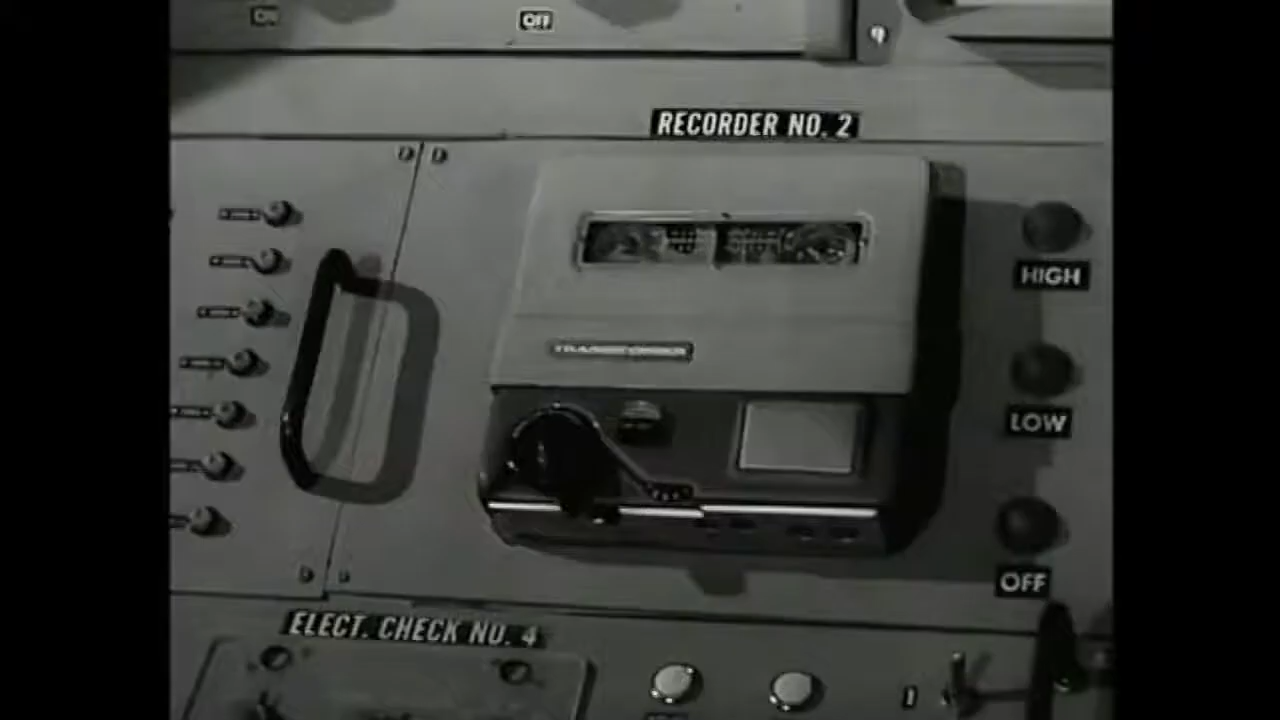 ON
OFF
RECORDER NO. 2
HIGH
LOW
OFF
ELECT. CHECK NO. 4